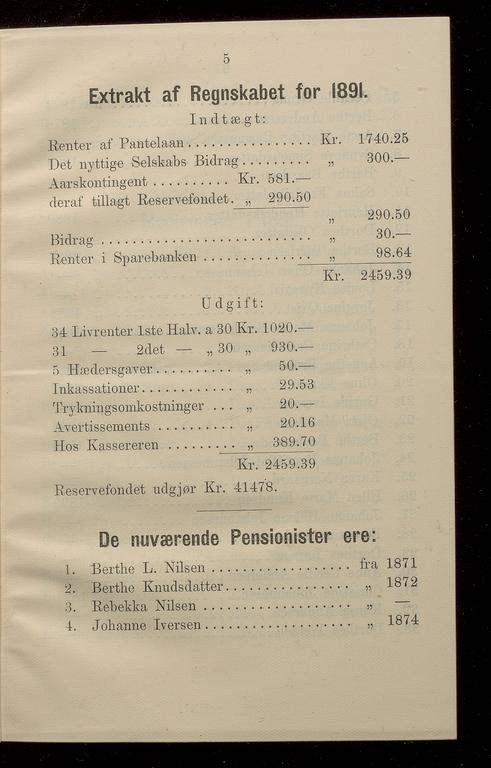 5
Extrakt af Regnskabet for 1891.
Indtægt:
Renter af Pantelaan ................ Kr. 1740.25
Det nyttige Selskabs Bidrag ......... „ 300.—
Aarskontingent .......... Kr. 581.—
deraf tillagt Reservefondet. „ 290.50
„ 290.50
Bidrag ........................... „ 30.—
Renter i Sparebanken .............. „ 98.64
Kr. 2459.39
Udgift:
34 Livrenter 1ste Halv. a 30 Kr. 1020.—
31 — 2det — „ 30 „ 930.—
5 Hædersgaver .......... „ 50.—
Inkassationer ............ „ 29.53
Trykningsomkostninger ... „ 20.—
Avertissements .......... „ 20.16
Hos Kassereren ......... „ 389.70
Kr. 2459.39
Reservefondet udgjør Kr. 41478.
De nuværende Pensionister ere:
1. Berthe L. Nilsen .................. fra 1871
2. Berthe Knudsdatter ................ „ 1872
3. Rebekka Nilsen ................... „ —
4. Johanne Iversen ................... „ 1874